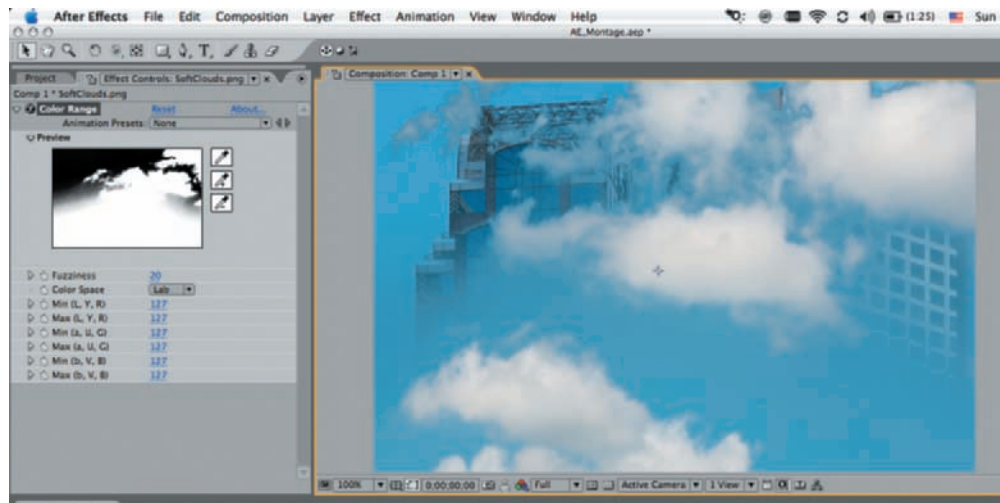 After Effects File Edit Composition Layer Effect Animation View Window Help (1:25) Sun
AE_Montage.aep *
T
Project Effect Controls: SoftClouds.png
Composition: Comp 1
Comp 1 * SoftClouds.png
Color Range Reset About...
Animation Presets: None
Preview
Fuzziness 20
Color Space Lab
Min (L, Y, R) 127
Max (L, Y, R) 127
Min (a, U, G) 127
Max (a, U, G) 127
Min (b, V, B) 127
Max (b, V, B) 127
100% 0;00;00;00 Full Active Camera 1 View